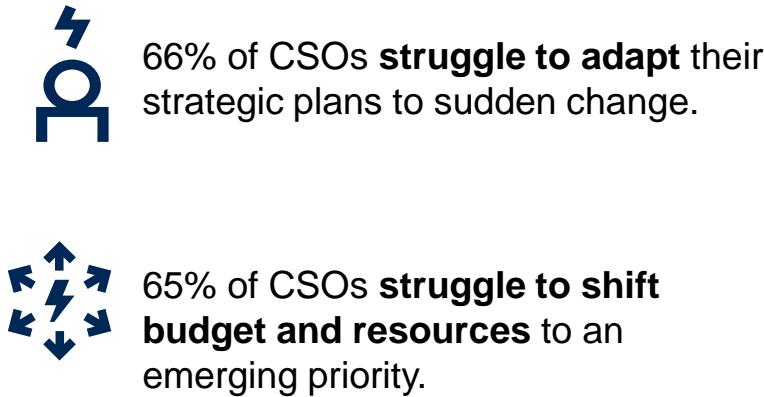 66% of CSOs struggle to adapt their
strategic plans to sudden change.
65% of CSOs struggle to shift
budget and resources to an
emerging priority.